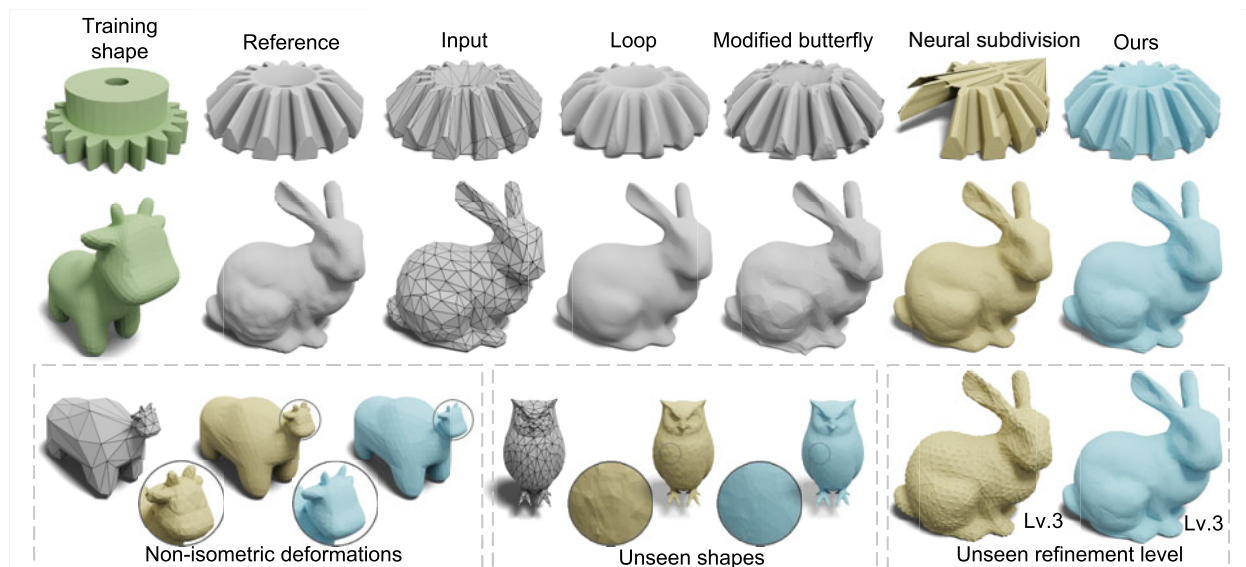 Training
shape
Reference
Input
Loop
Modified butterfly
Neural subdivision
Ours
Lv.3
Lv.3
Non-isometric deformations
Unseen shapes
Unseen refinement level